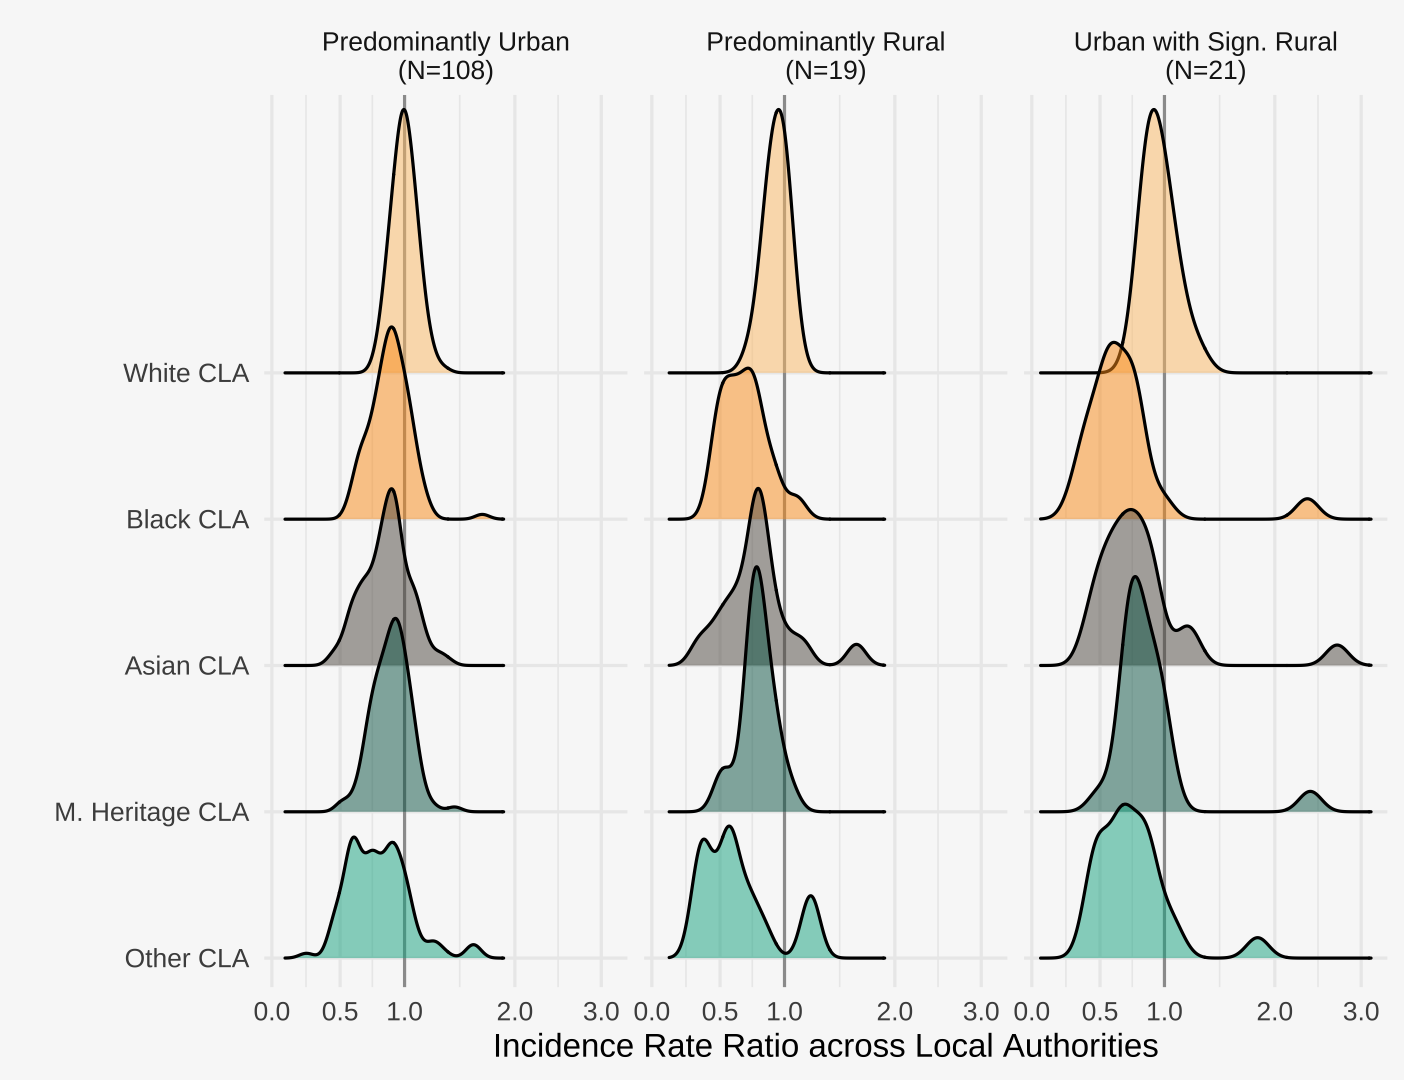 Predominantly Urban
(N=108)
Predominantly Rural
(N=19)
Urban with Sign. Rural
(N=21)
White CLA
Black CLA
Asian CLA
M. Heritage CLA
Other CLA
0.0 0.5 1.0 2.0 3.0 0.0 0.5 1.0 2.0 3.0 0.0 0.5 1.0 2.0 3.0
Incidence Rate Ratio across Local Authorities